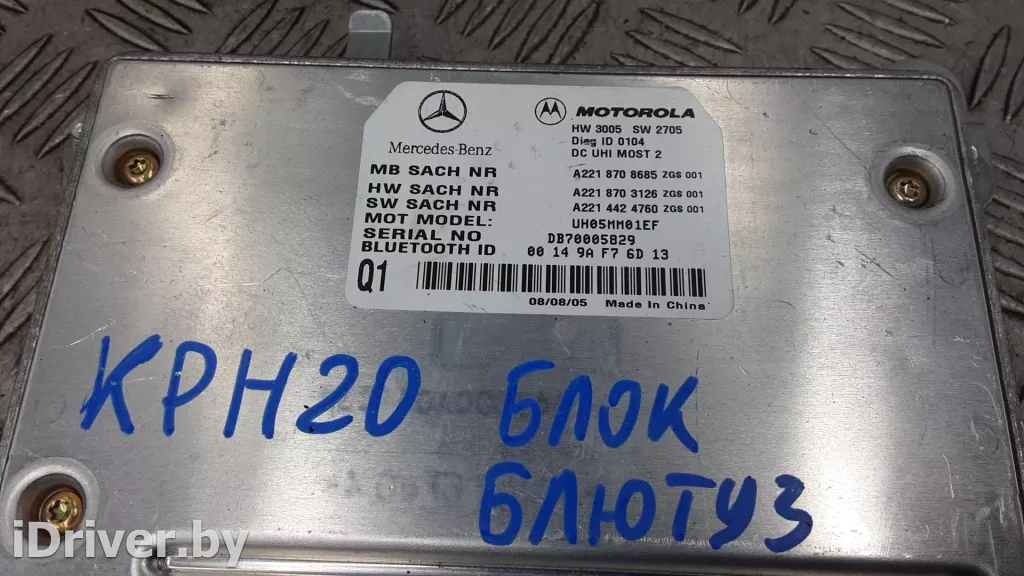 Mercedes-Benz
MOTOROLA
HW 3005 SW 2705
Diag ID 0104
DC UHI MOST 2
MB SACH NR A221 870 8685 ZGS 001
HW SACH NR A221 870 3126 ZGS 001
SW SACH NR A221 442 4760 ZGS 001
MOT MODEL: UH05MM01EF
SERIAL NO DB70005829
BLUETOOTH ID 00 14 9A F7 6D 13
Q1
08/08/05 Made In China
КРН20 БЛОК
БЛЮТУЗ
iDriver.by